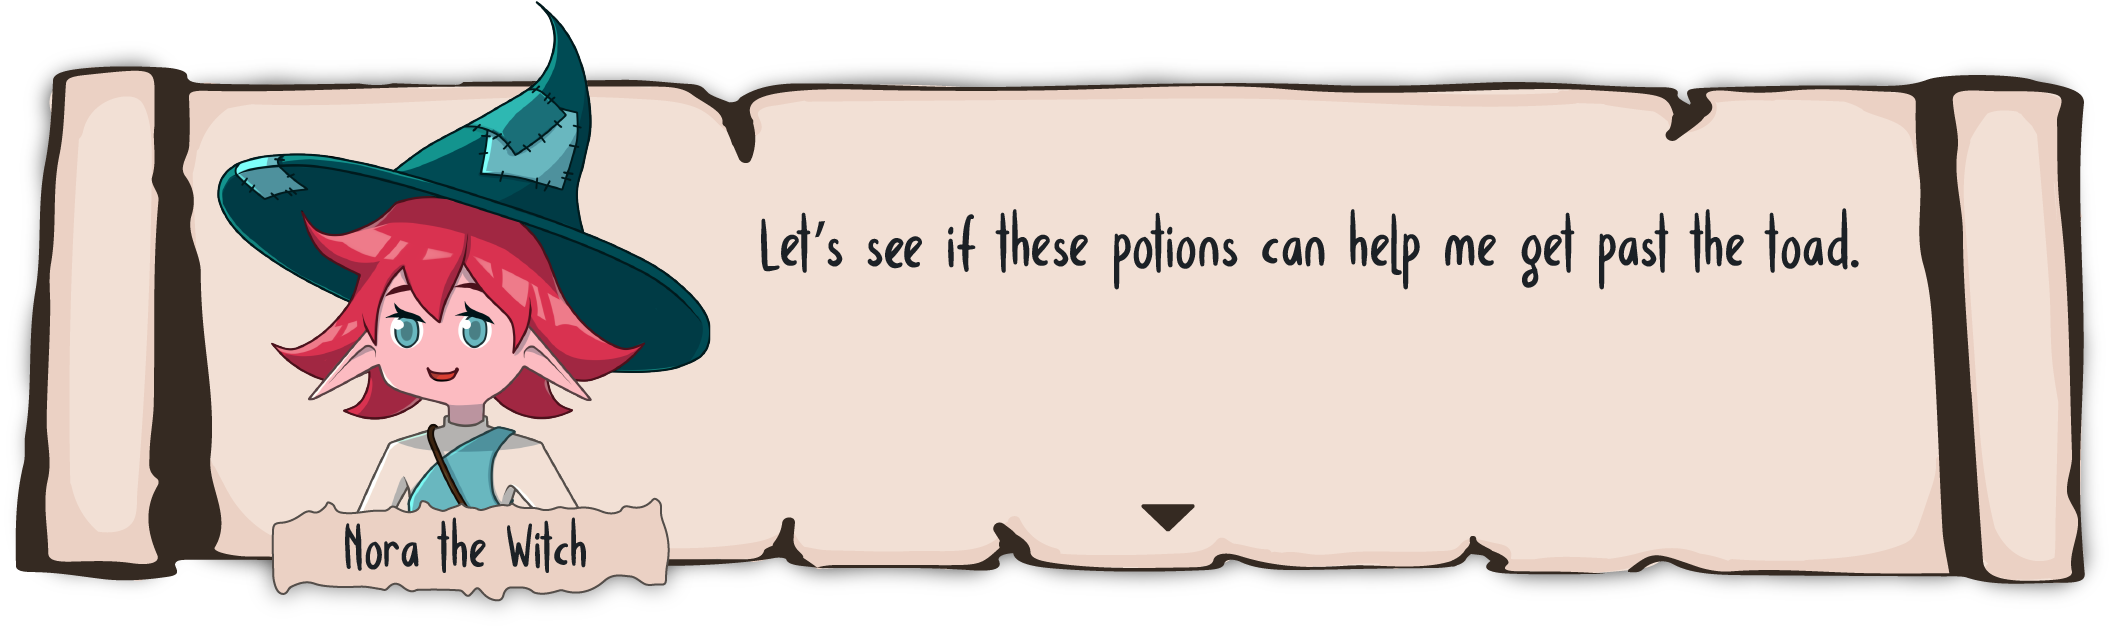 Let's see if these potions can help me get past the toad.
Nora the Witch